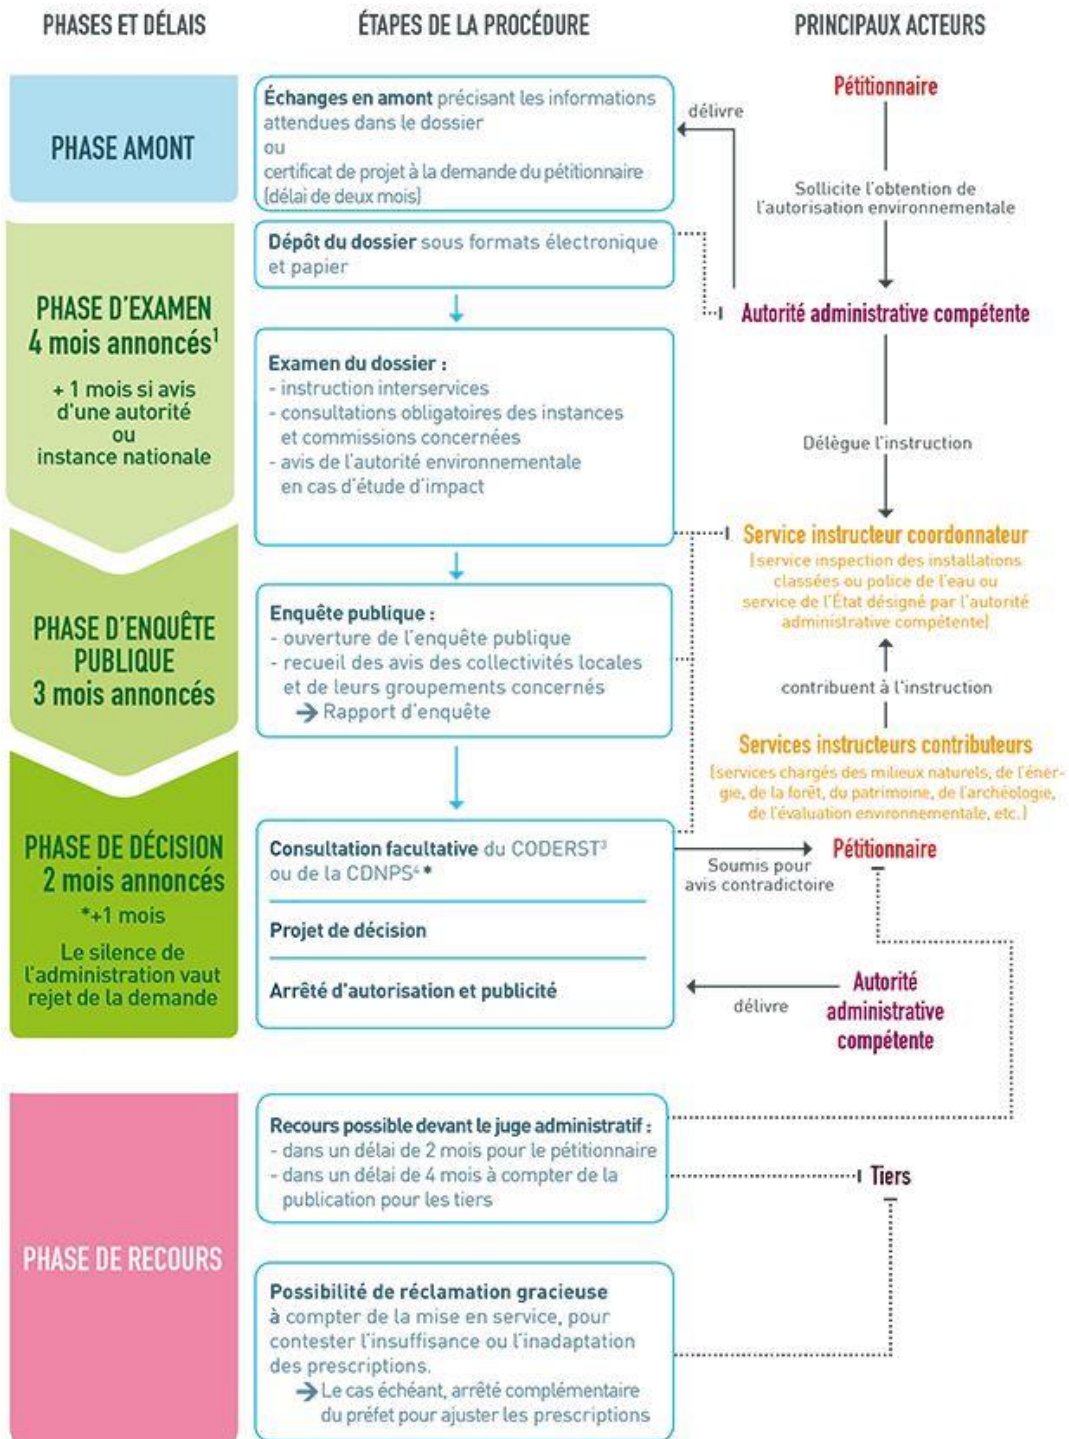 PHASES ET DÉLAIS
ÉTAPES DE LA PROCÉDURE
PRINCIPAUX ACTEURS
PHASE AMONT
Échanges en amont précisant les informations
attendues dans le dossier
ou
certificat de projet à la demande du pétitionnaire
(délai de deux mois)
délivre
Pétitionnaire
Sollicite l'obtention de
l'autorisation environnementale
PHASE D'EXAMEN
4 mois annoncés¹
+ 1 mois si avis
d'une autorité
ou
instance nationale
Dépôt du dossier sous formats électronique
et papier
Autorité administrative compétente
Examen du dossier :
- instruction interservices
- consultations obligatoires des instances
et commissions concernées
- avis de l'autorité environnementale
en cas d'étude d'impact
Délègue l'instruction
Service instructeur coordonnateur
(service inspection des installations
classées ou police de l'eau ou
service de l'État désigné par l'autorité
administrative compétente)
PHASE D'ENQUÊTE
PUBLIQUE
3 mois annoncés
Enquête publique :
- ouverture de l'enquête publique
- recueil des avis des collectivités locales
et de leurs groupements concernés
→ Rapport d'enquête
contribuent à l'instruction
Services instructeurs contributeurs
(services chargés des milieux naturels, de l'éner-
gie, de la forêt, du patrimoine, de l'archéologie,
de l'évaluation environnementale, etc.)
PHASE DE DÉCISION
2 mois annoncés
*+1 mois
Le silence de
l'administration vaut
rejet de la demande
Consultation facultative du CODERST³
ou de la CDNPS⁴ *
Projet de décision
Arrêté d'autorisation et publicité
Soumis pour
avis contradictoire
Pétitionnaire
délivre
Autorité
administrative
compétente
PHASE DE RECOURS
Recours possible devant le juge administratif :
- dans un délai de 2 mois pour le pétitionnaire
- dans un délai de 4 mois à compter de la
publication pour les tiers
Tiers
Possibilité de réclamation gracieuse
à compter de la mise en service, pour
contester l'insuffisance ou l'inadaptation
des prescriptions.
→ Le cas échéant, arrêté complémentaire
du préfet pour ajuster les prescriptions